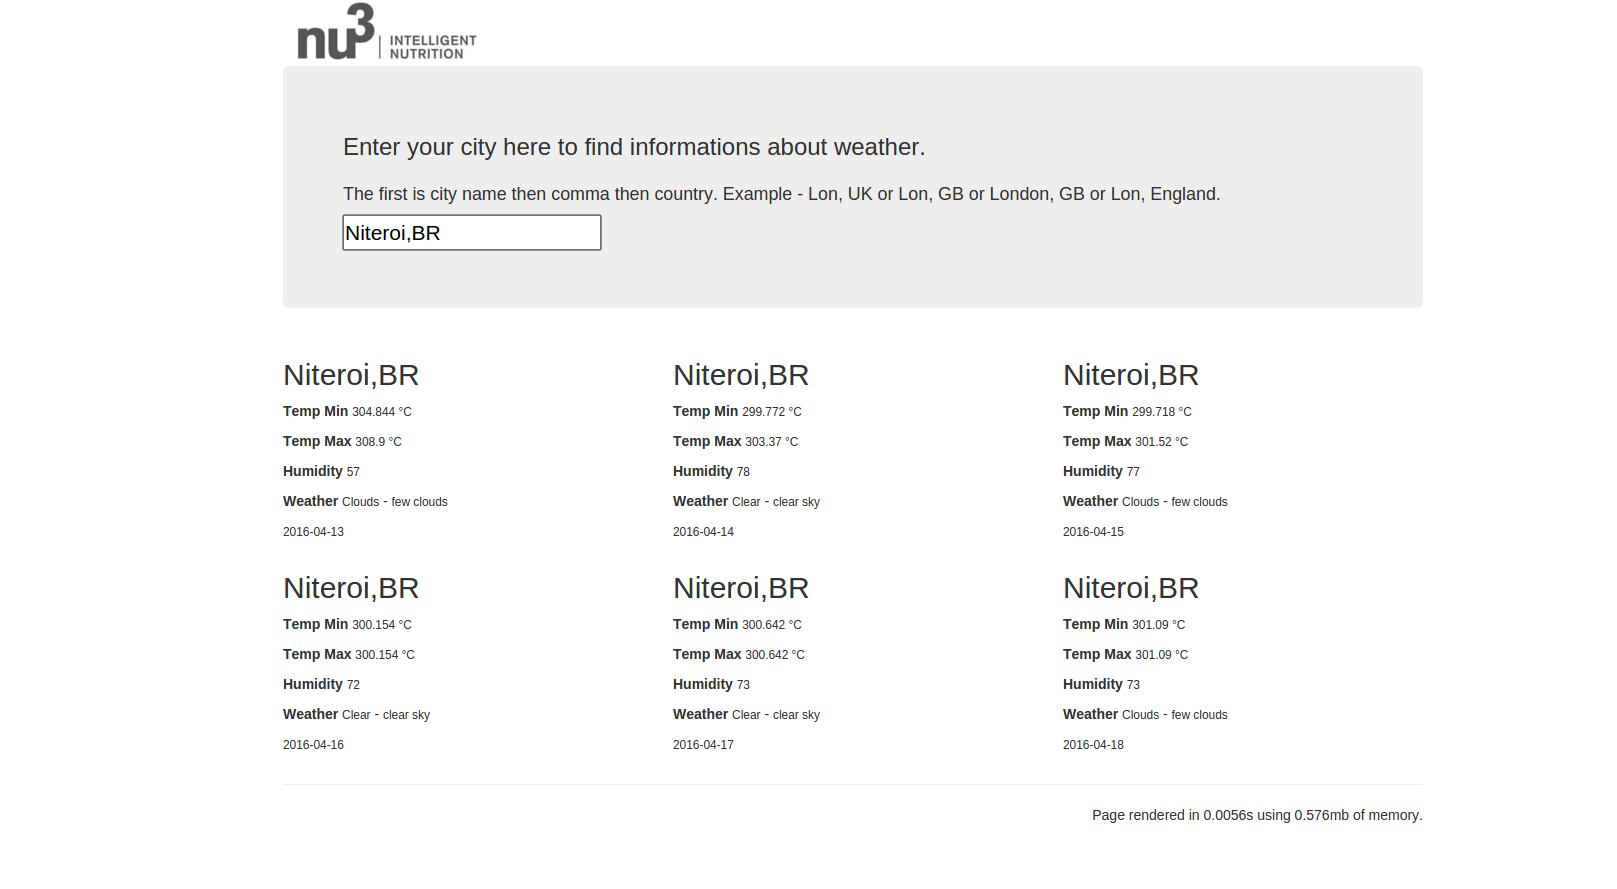 nu3 INTELLIGENT
NUTRITION
Enter your city here to find informations about weather.
The first is city name then comma then country. Example - Lon, UK or Lon, GB or London, GB or Lon, England.
Niteroi,BR
Niteroi,BR
Temp Min 304.844 °C
Temp Max 308.9 °C
Humidity 57
Weather Clouds - few clouds
2016-04-13
Niteroi,BR
Temp Min 299.772 °C
Temp Max 303.37 °C
Humidity 78
Weather Clear - clear sky
2016-04-14
Niteroi,BR
Temp Min 299.718 °C
Temp Max 301.52 °C
Humidity 77
Weather Clouds - few clouds
2016-04-15
Niteroi,BR
Temp Min 300.154 °C
Temp Max 300.154 °C
Humidity 72
Weather Clear - clear sky
2016-04-16
Niteroi,BR
Temp Min 300.642 °C
Temp Max 300.642 °C
Humidity 73
Weather Clear - clear sky
2016-04-17
Niteroi,BR
Temp Min 301.09 °C
Temp Max 301.09 °C
Humidity 73
Weather Clouds - few clouds
2016-04-18
Page rendered in 0.0056s using 0.576mb of memory.